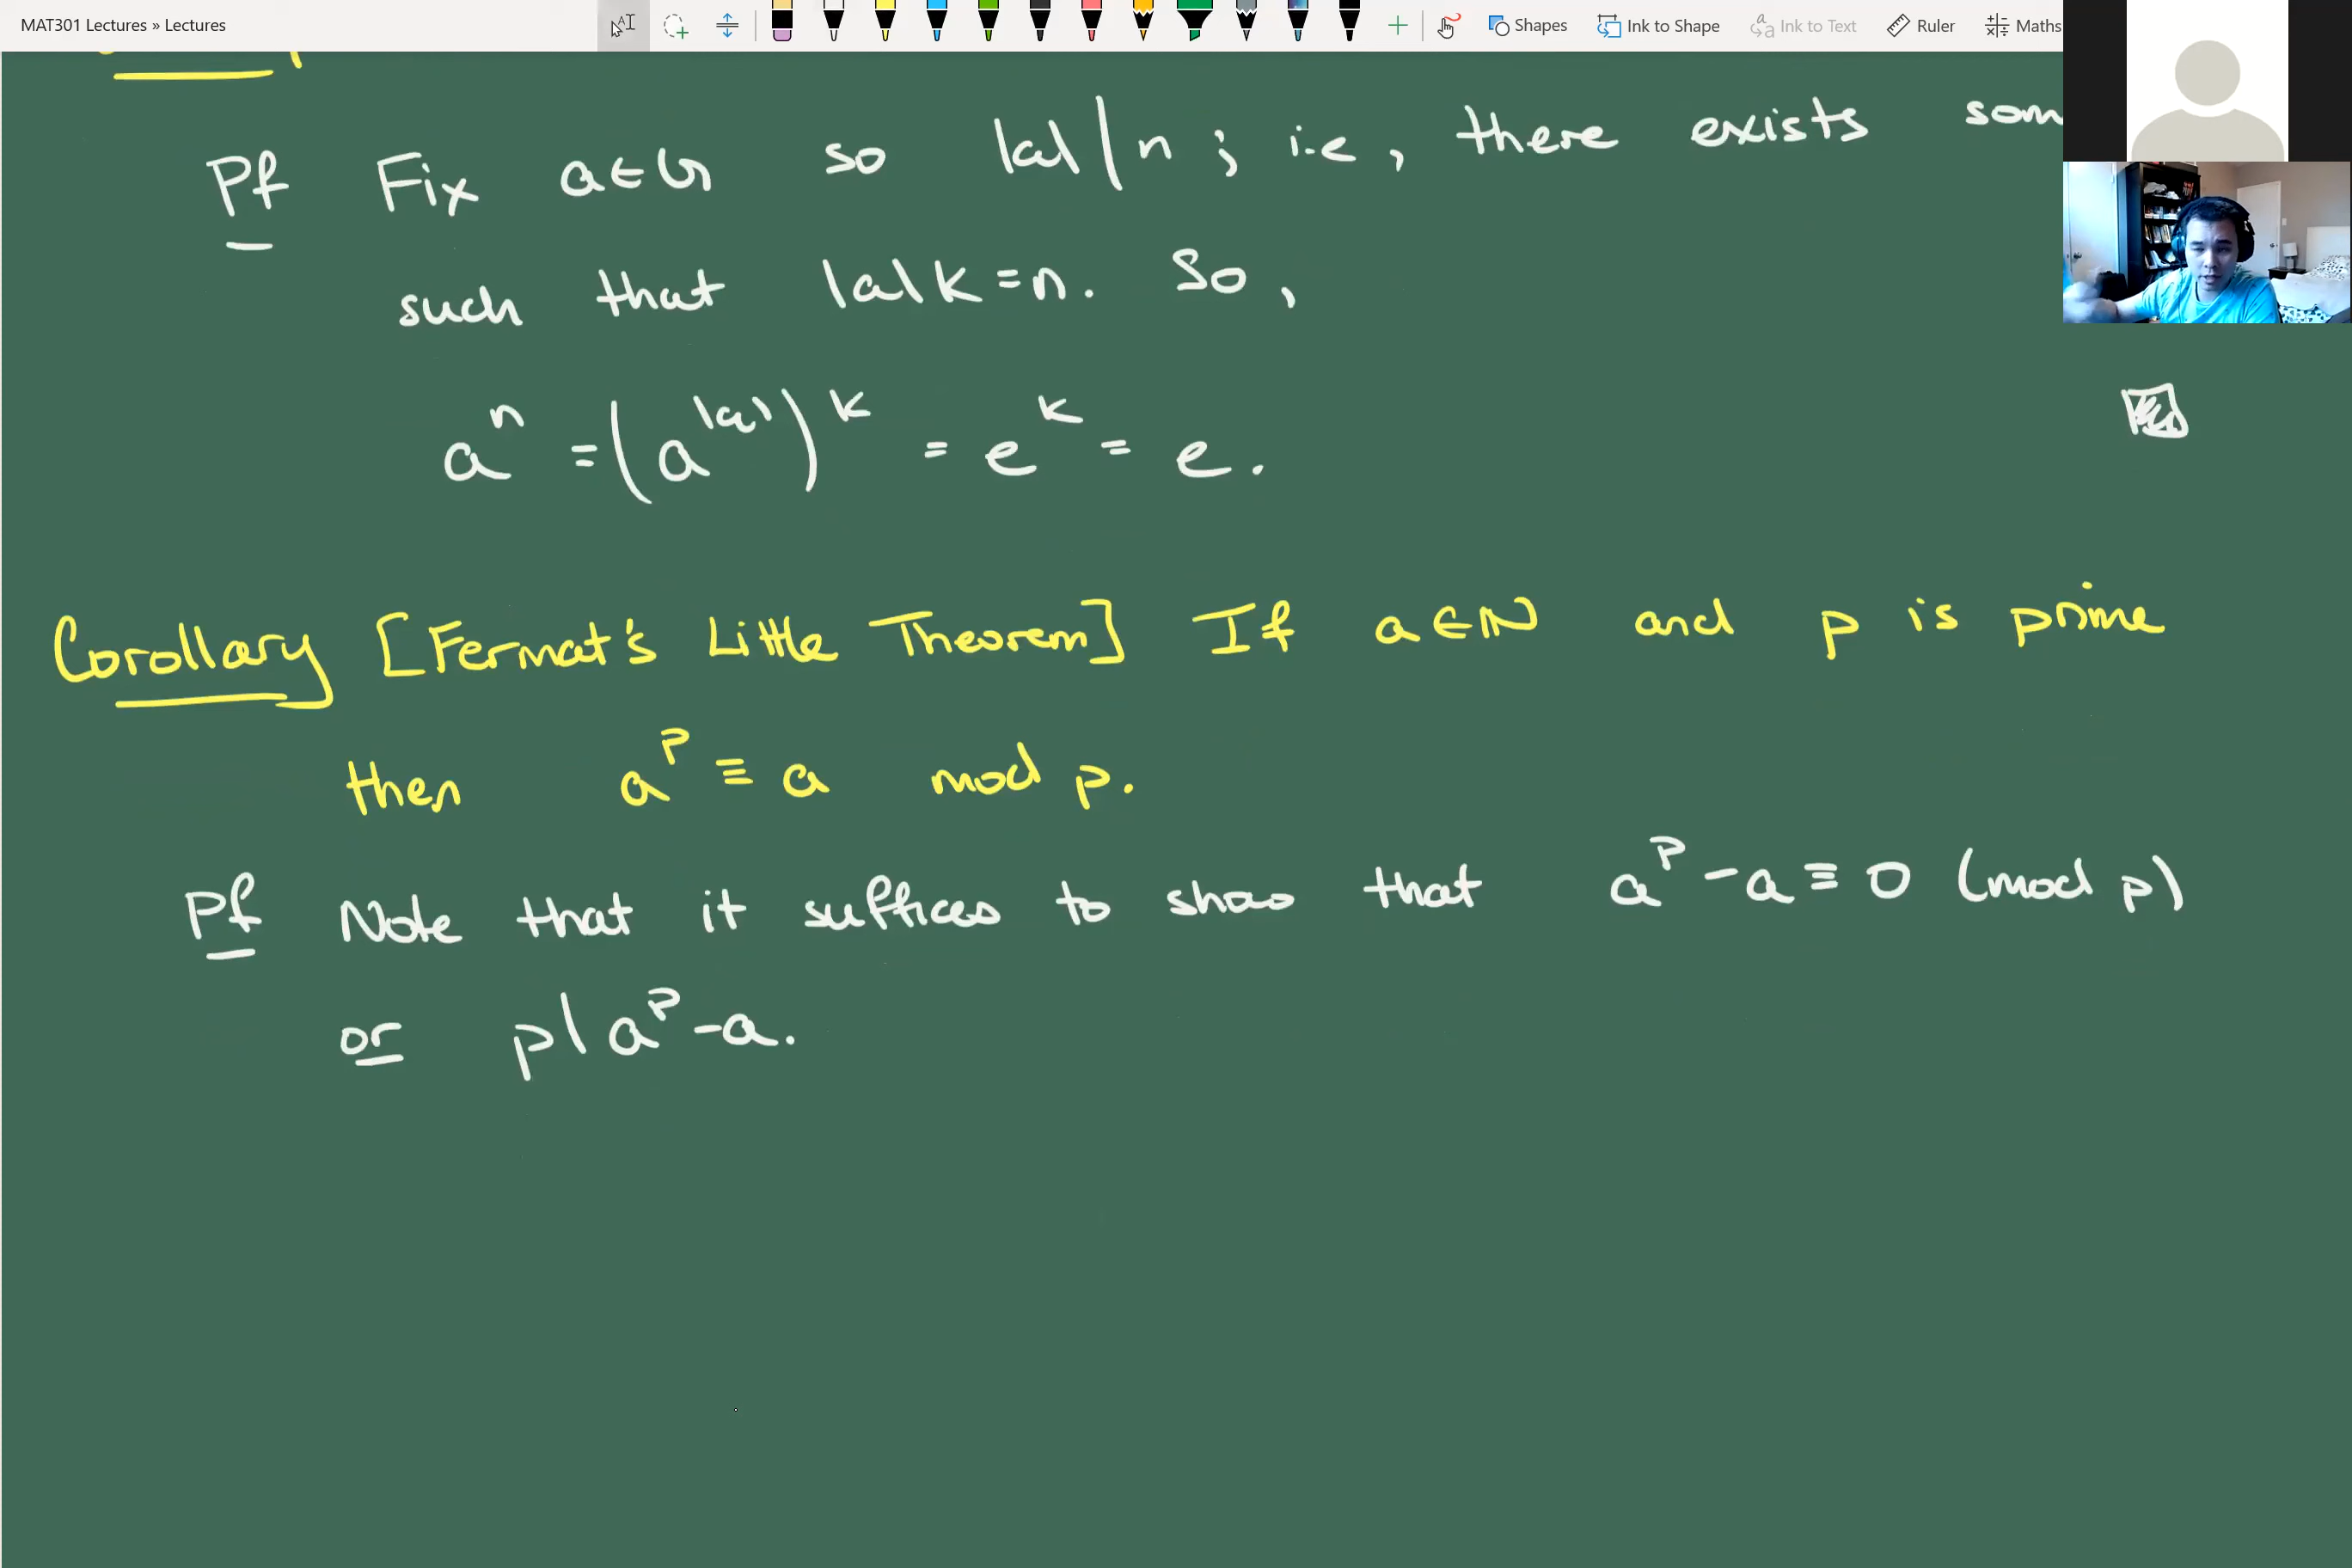 MAT301 Lectures » Lectures
Shapes Ink to Shape Ink to Text Ruler Maths
Pf Fix a∈G so |a| | n ; i.e, there exists som
such that |a|k = n. So,
aⁿ = (a^|a|)^k = e^k = e.
Corollary [Fermat's Little Theorem] If a∈ℕ and p is prime
then a^p ≡ a mod p.
Pf Note that it suffices to show that a^p - a ≡ 0 (mod p)
or p | a^p - a.